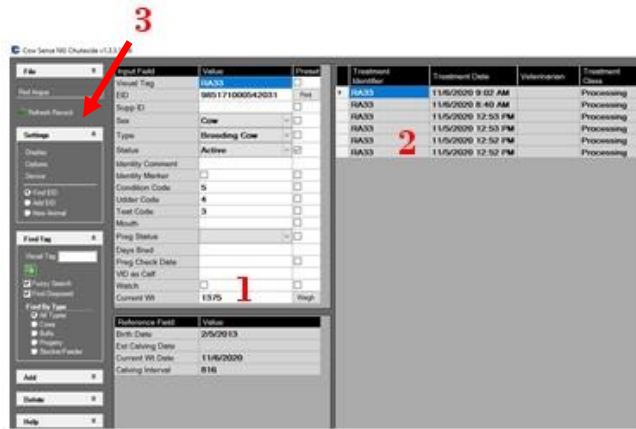 3
Cow Sense NG Chuteside v1.3.
File
Red Angus
Refresh Record
Settings
Display
Options
Device
Find EID
Add EID
New Animal
Find Tag
Visual Tag
Fuzzy Search
Find Disposed
Find By Type
All Types
Cows
Bulls
Progeny
Stocker/Feeder
Add
Delete
Help
Input Field Value Preset
Visual Tag RA33
EID 985171000542031 Find
Supp ID
Sex Cow
Type Breeding Cow
Status Active
Identity Comment
Identity Marker
Condition Code 5
Udder Code 4
Teat Code 3
Mouth
Preg Status
Days Bred
Preg Check Date
VID as Calf
Watch
Current Wt 1375 Weigh
1
Reference Field Value
Birth Date 2/5/2013
Est Calving Date
Current Wt Date 11/6/2020
Calving Interval 816
Treatment Identifier Treatment Date Veterinarian Treatment Class
RA33 11/6/2020 9:02 AM Processing
RA33 11/6/2020 8:40 AM Processing
RA33 11/5/2020 12:53 PM Processing
RA33 11/5/2020 12:53 PM Processing
RA33 11/5/2020 12:52 PM Processing
RA33 11/5/2020 12:52 PM Processing
2